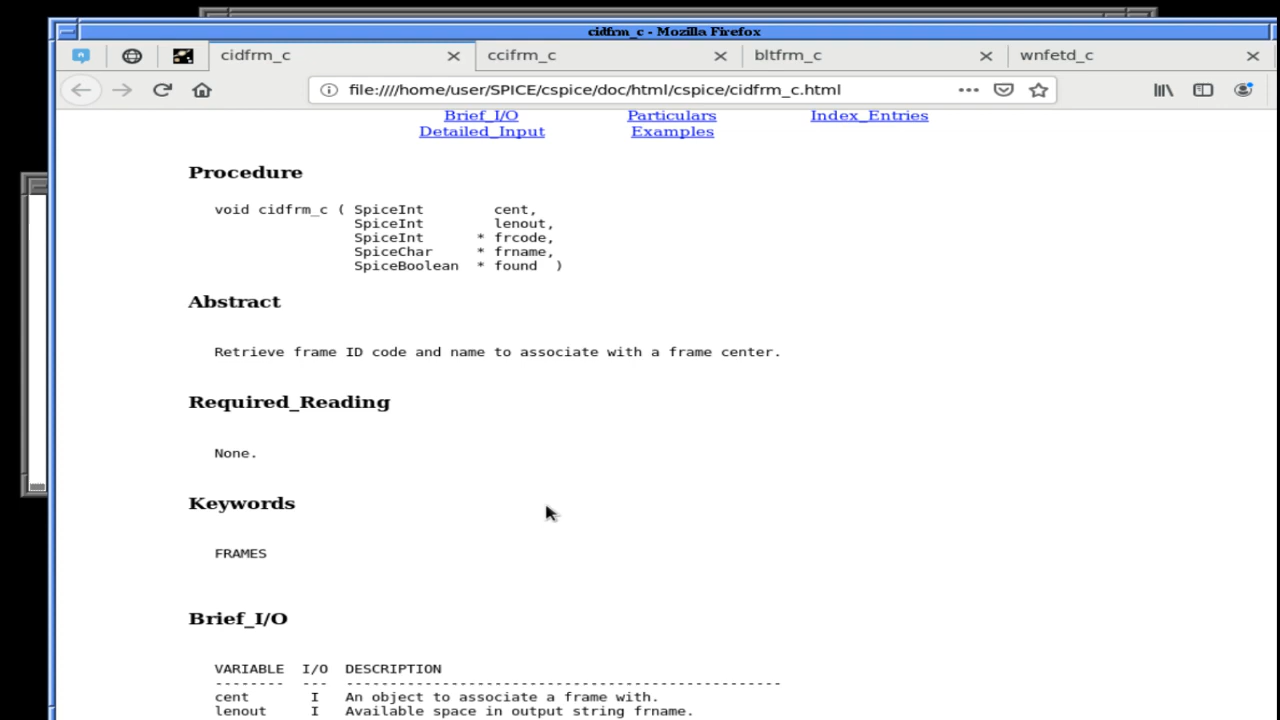 cidfrm_c - Mozilla Firefox
cidfrm_c ccifrm_c bltfrm_c wnfetd_c
file:////home/user/SPICE/cspice/doc/html/cspice/cidfrm_c.html
Brief_I/O Particulars Index_Entries
Detailed_Input Examples
Procedure
void cidfrm_c ( SpiceInt cent,
SpiceInt lenout,
SpiceInt * frcode,
SpiceChar * frname,
SpiceBoolean * found )
Abstract
Retrieve frame ID code and name to associate with a frame center.
Required_Reading
None.
Keywords
FRAMES
Brief_I/O
VARIABLE I/O DESCRIPTION
-------- --- --------------------------------------------------
cent I An object to associate a frame with.
lenout I Available space in output string frname.